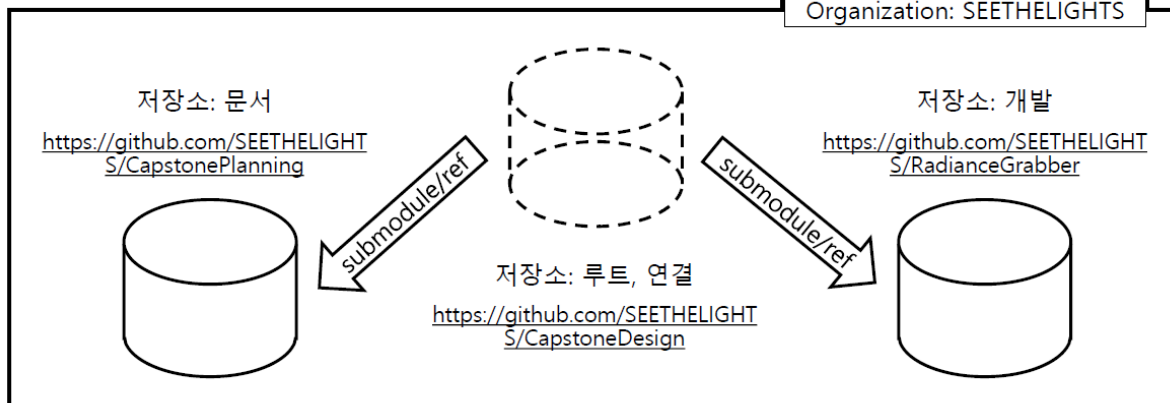 Organization: SEETHELIGHTS
저장소: 문서
https://github.com/SEETHELIGHT
S/CapstonePlanning
submodule/ref
저장소: 루트, 연결
https://github.com/SEETHELIGHT
S/CapstoneDesign
submodule/ref
저장소: 개발
https://github.com/SEETHELIGHT
S/RadianceGrabber